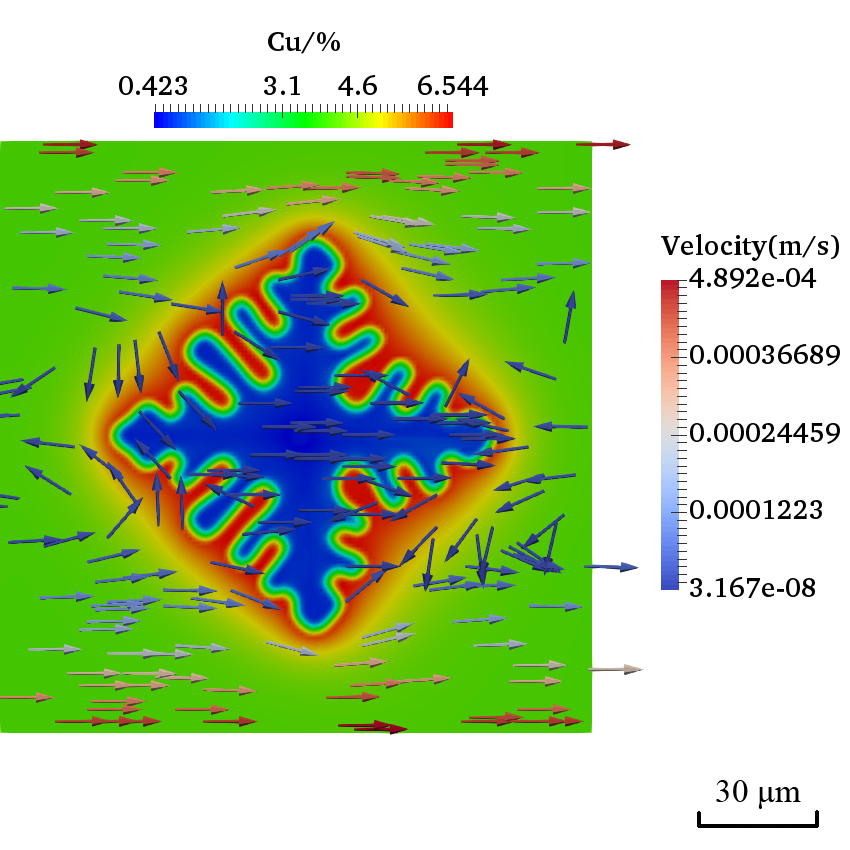 Cu/%
0.423 3.1 4.6 6.544
Velocity(m/s)
4.892e-04
0.00036689
0.00024459
0.0001223
3.167e-08
30 μm